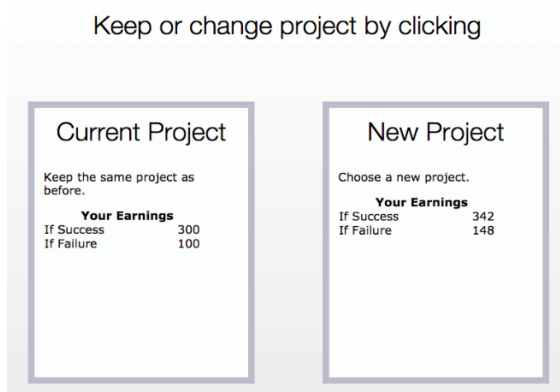 Keep or change project by clicking
Current Project
Keep the same project as
before.
Your Earnings
If Success 300
If Failure 100
New Project
Choose a new project.
Your Earnings
If Success 342
If Failure 148